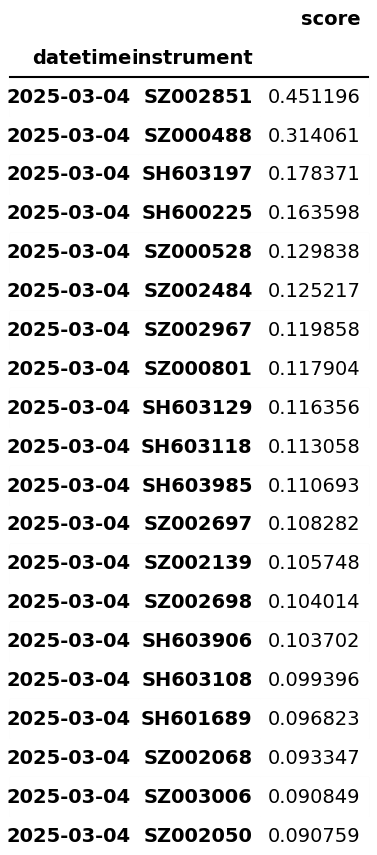 score
datetime instrument
2025-03-04 SZ002851 0.451196
2025-03-04 SZ000488 0.314061
2025-03-04 SH603197 0.178371
2025-03-04 SH600225 0.163598
2025-03-04 SZ000528 0.129838
2025-03-04 SZ002484 0.125217
2025-03-04 SZ002967 0.119858
2025-03-04 SZ000801 0.117904
2025-03-04 SH603129 0.116356
2025-03-04 SH603118 0.113058
2025-03-04 SH603985 0.110693
2025-03-04 SZ002697 0.108282
2025-03-04 SZ002139 0.105748
2025-03-04 SZ002698 0.104014
2025-03-04 SH603906 0.103702
2025-03-04 SH603108 0.099396
2025-03-04 SH601689 0.096823
2025-03-04 SZ002068 0.093347
2025-03-04 SZ003006 0.090849
2025-03-04 SZ002050 0.090759